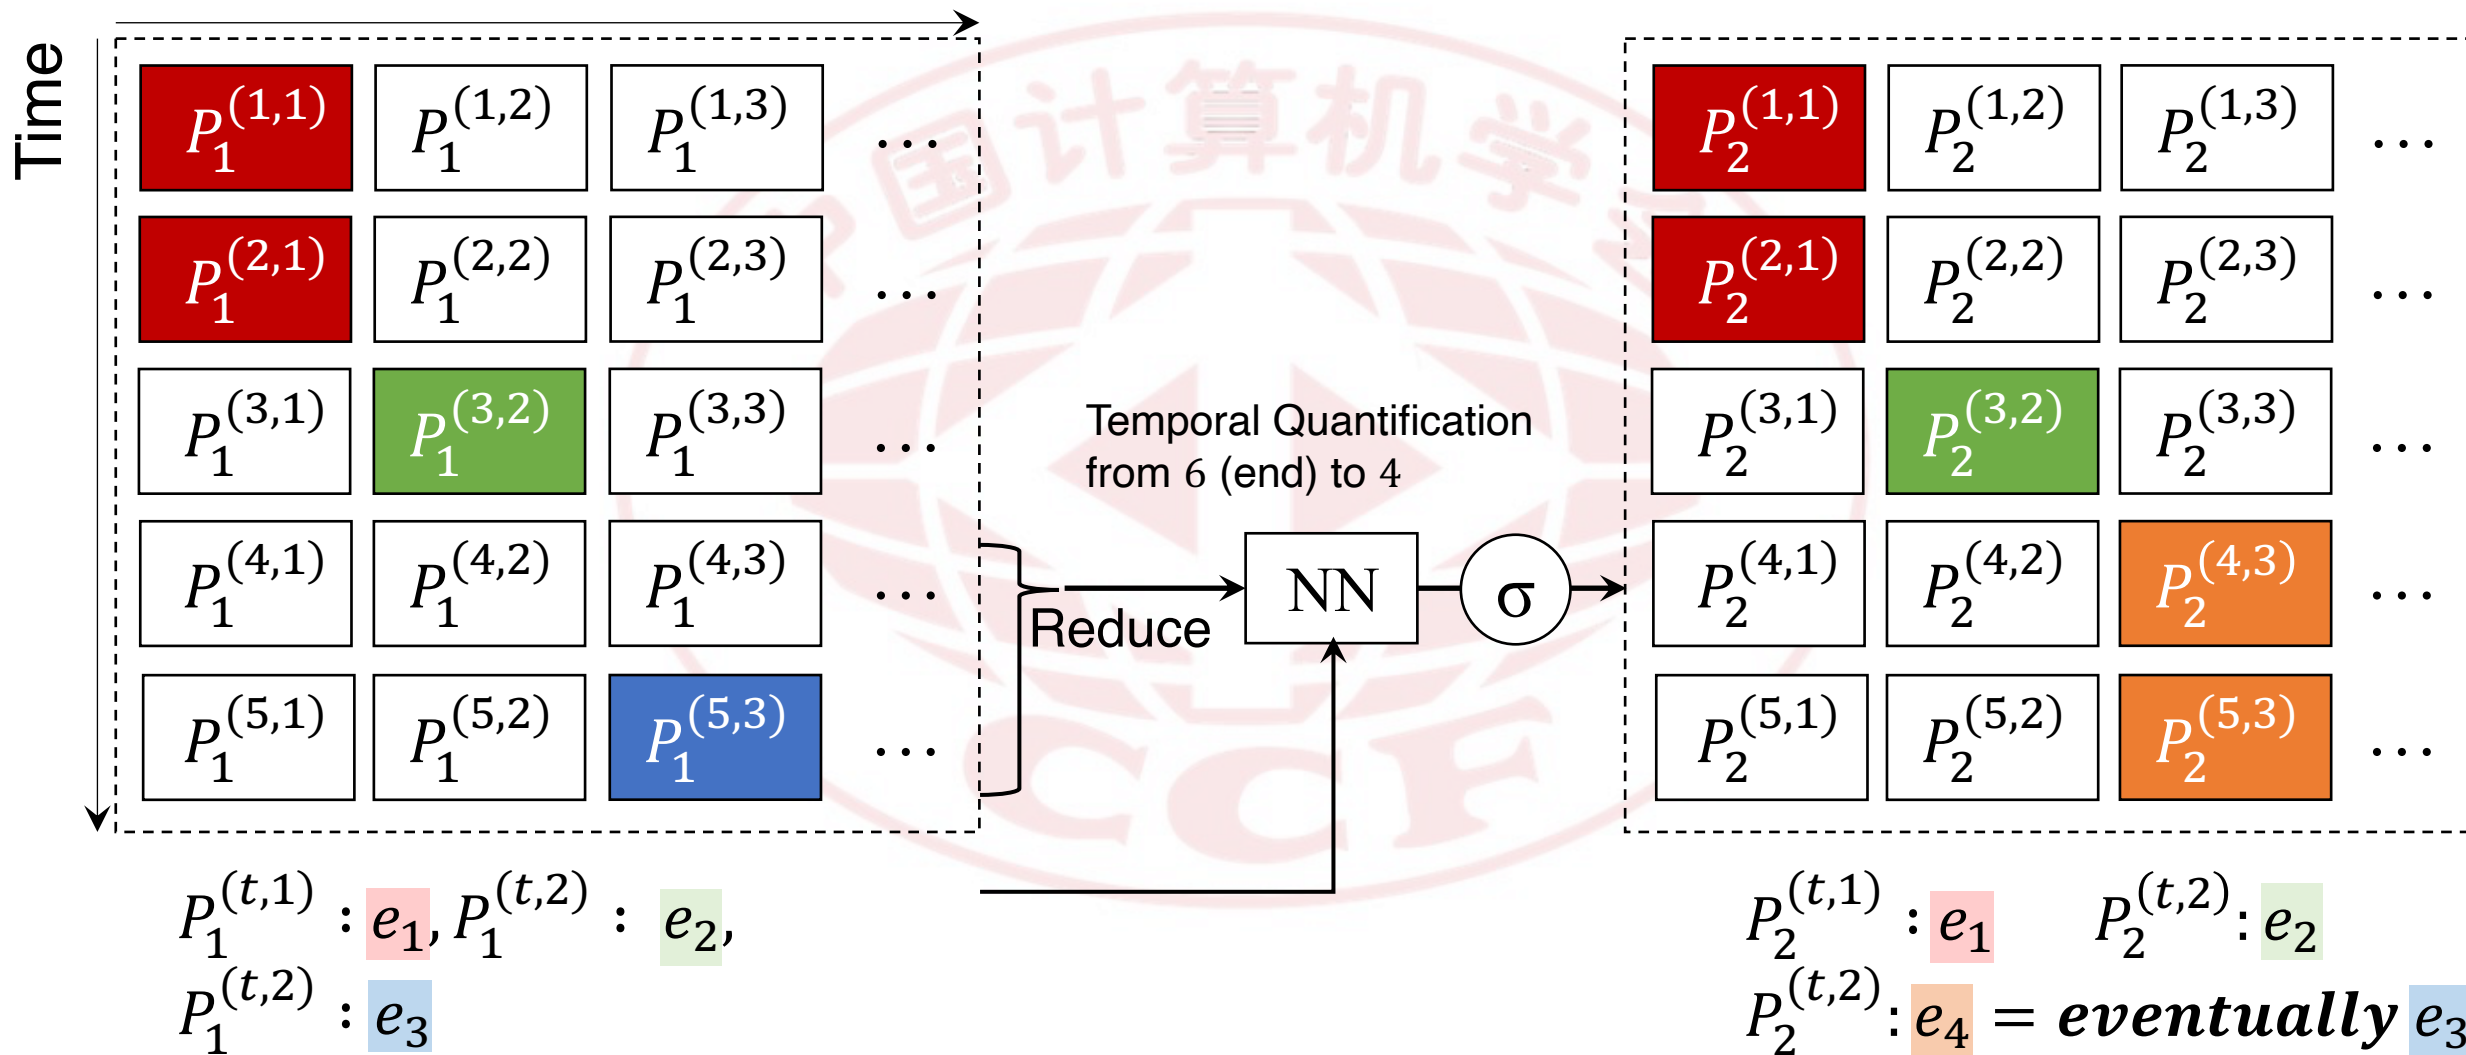 Time
P_1^(1,1) P_1^(1,2) P_1^(1,3) ...
P_1^(2,1) P_1^(2,2) P_1^(2,3) ...
P_1^(3,1) P_1^(3,2) P_1^(3,3) ...
P_1^(4,1) P_1^(4,2) P_1^(4,3) ...
P_1^(5,1) P_1^(5,2) P_1^(5,3) ...
P_1^(t,1) : e_1, P_1^(t,2) : e_2,
P_1^(t,2) : e_3
Temporal Quantification
from 6 (end) to 4
Reduce
NN
σ
P_2^(1,1) P_2^(1,2) P_2^(1,3) ...
P_2^(2,1) P_2^(2,2) P_2^(2,3) ...
P_2^(3,1) P_2^(3,2) P_2^(3,3) ...
P_2^(4,1) P_2^(4,2) P_2^(4,3) ...
P_2^(5,1) P_2^(5,2) P_2^(5,3) ...
P_2^(t,1) : e_1 P_2^(t,2) : e_2
P_2^(t,2) : e_4 = eventually e_3
中国计算机学会
CCF